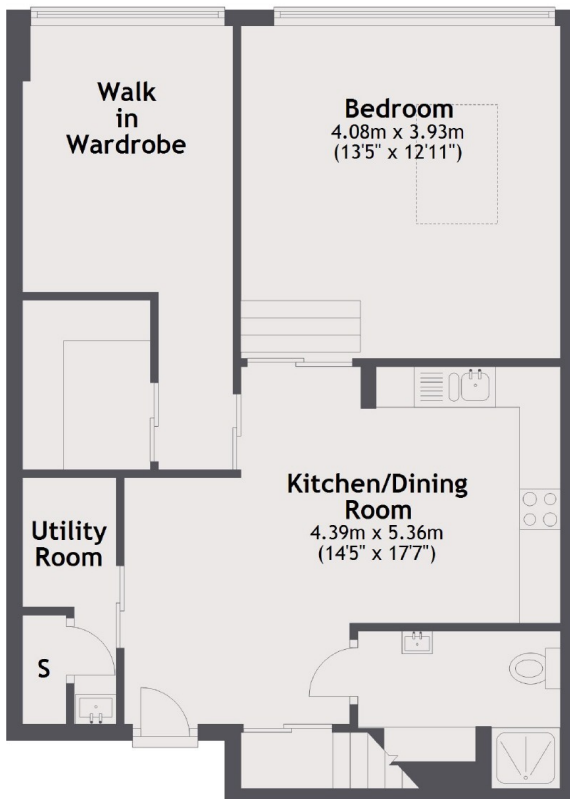 Walk
in
Wardrobe
Bedroom
4.08m x 3.93m
(13'5" x 12'11")
Kitchen/Dining
Room
4.39m x 5.36m
(14'5" x 17'7")
Utility
Room
S